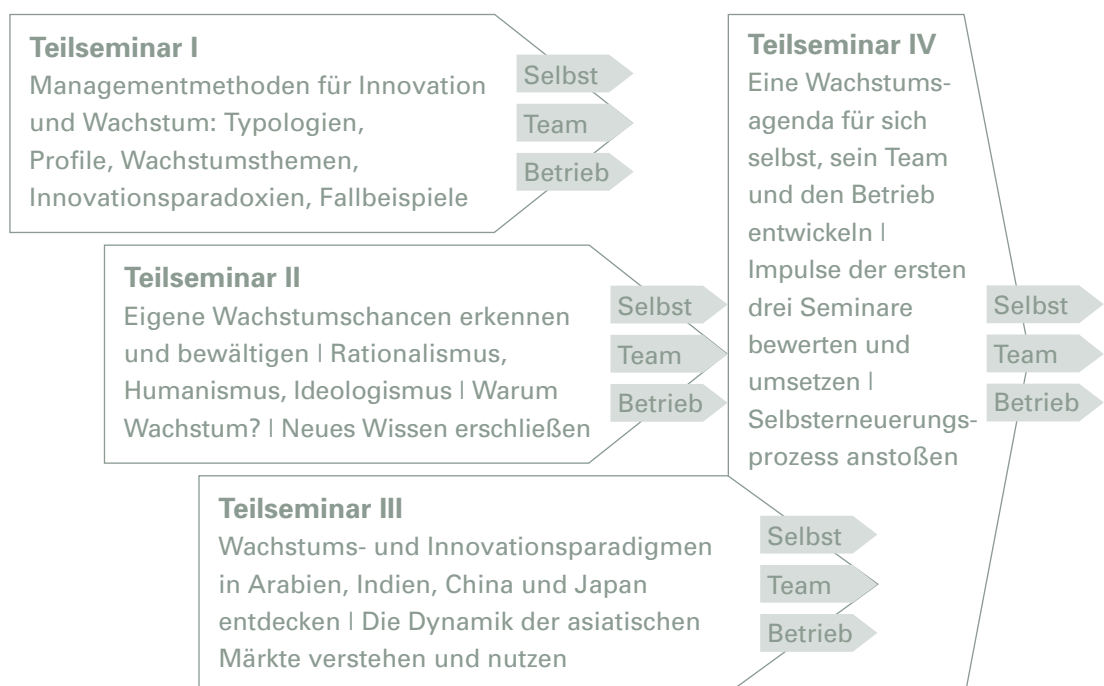 Teilseminar I
Managementmethoden für Innovation
und Wachstum: Typologien,
Profile, Wachstumsthemen,
Innovationsparadoxien, Fallbeispiele
Selbst
Team
Betrieb
Teilseminar II
Eigene Wachstumschancen erkennen
und bewältigen | Rationalismus,
Humanismus, Ideologismus | Warum
Wachstum? | Neues Wissen erschließen
Selbst
Team
Betrieb
Teilseminar III
Wachstums- und Innovationsparadigmen
in Arabien, Indien, China und Japan
entdecken | Die Dynamik der asiatischen
Märkte verstehen und nutzen
Selbst
Team
Betrieb
Teilseminar IV
Eine Wachstums-
agenda für sich
selbst, sein Team
und den Betrieb
entwickeln |
Impulse der ersten
drei Seminare
bewerten und
umsetzen |
Selbsterneuerungs-
prozess anstoßen
Selbst
Team
Betrieb